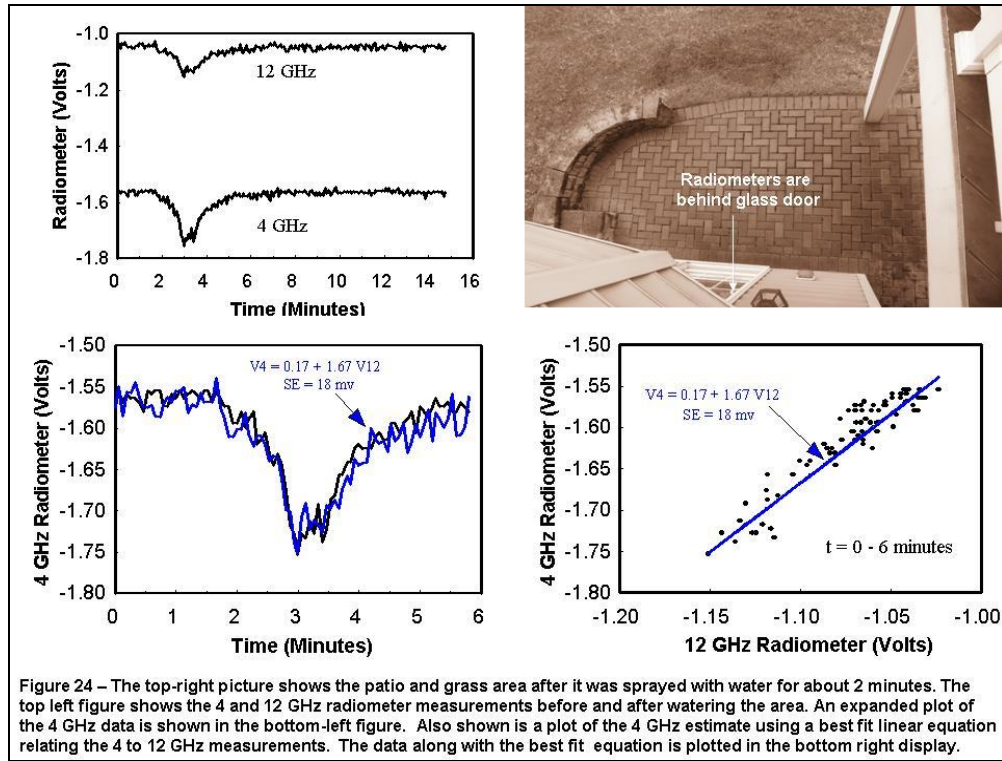 -1.0
-1.2
-1.4
-1.6
-1.8
Radiometer (Volts)
12 GHz
4 GHz
0 2 4 6 8 10 12 14 16
Time (Minutes)
Radiometers are
behind glass door
-1.50
-1.55
-1.60
-1.65
-1.70
-1.75
-1.80
4 GHz Radiometer (Volts)
V4 = 0.17 + 1.67 V12
SE = 18 mv
0 1 2 3 4 5 6
Time (Minutes)
-1.50
-1.55
-1.60
-1.65
-1.70
-1.75
-1.80
4 GHz Radiometer (Volts)
V4 = 0.17 + 1.67 V12
SE = 18 mv
t = 0 - 6 minutes
-1.20 -1.15 -1.10 -1.05 -1.00
12 GHz Radiometer (Volts)
Figure 24 – The top-right picture shows the patio and grass area after it was sprayed with water for about 2 minutes. The
top left figure shows the 4 and 12 GHz radiometer measurements before and after watering the area. An expanded plot of
the 4 GHz data is shown in the bottom-left figure. Also shown is a plot of the 4 GHz estimate using a best fit linear equation
relating the 4 to 12 GHz measurements. The data along with the best fit equation is plotted in the bottom right display.